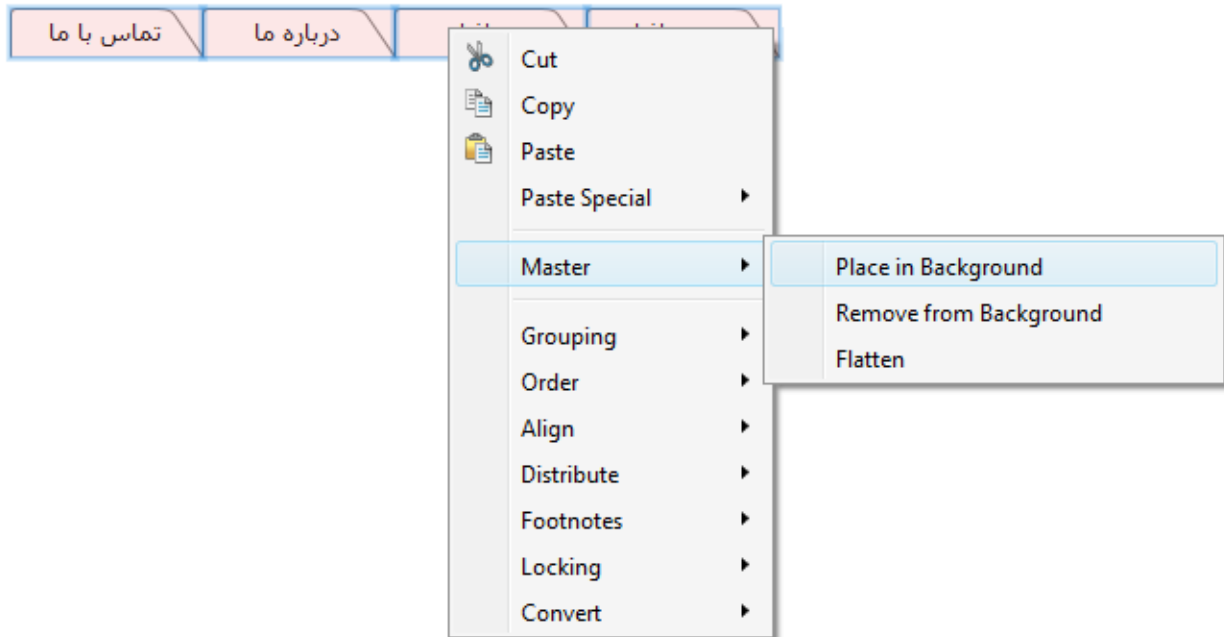 درباره ما تماس با ما
Cut
Copy
Paste
Paste Special
Master
Place in Background
Remove from Background
Flatten
Grouping
Order
Align
Distribute
Footnotes
Locking
Convert